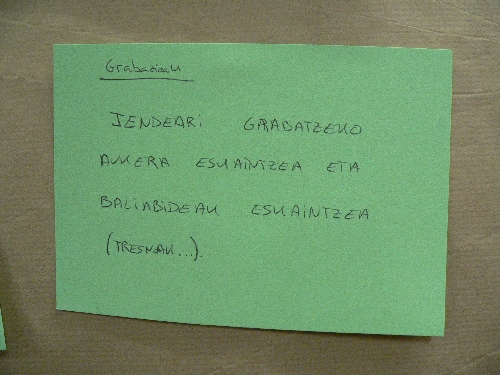 Grabazioak
JENDEARI GRABATZEKO
AUKERA ESKAINTZEA ETA
BALIABIDEAK ESKAINTZEA
(TRESNAK...).